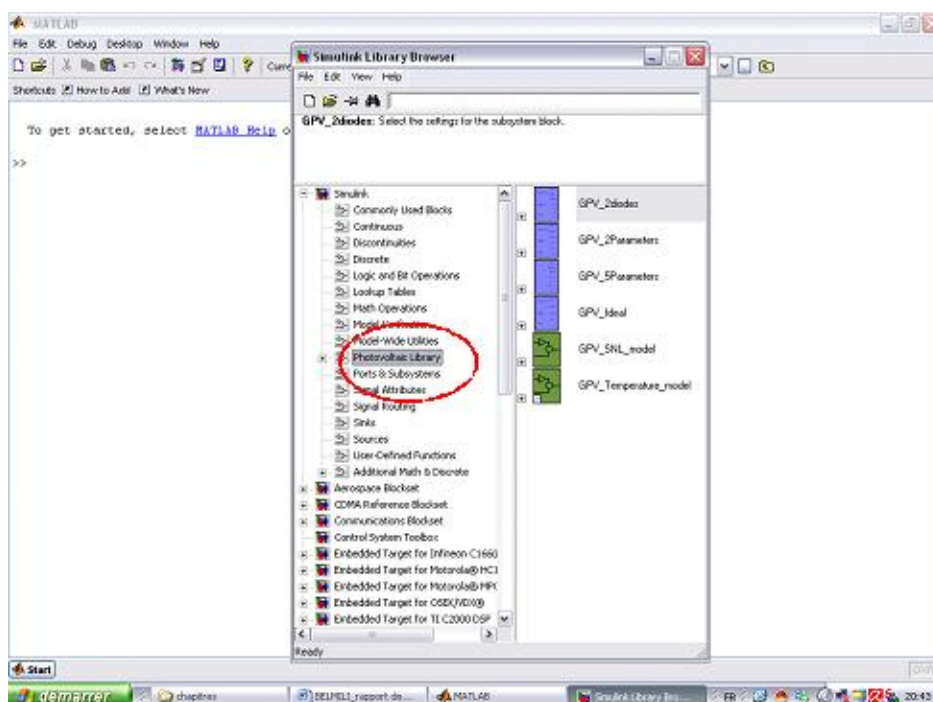 MATLAB
File Edit Debug Desktop Window Help
Shortcuts How to Add What's New
To get started, select MATLAB Help
>>
Simulink Library Browser
File Edit View Help
GPV_2diodes: Select the settings for the subsystem block.
Simulink
Commonly Used Blocks
Continuous
Discontinuities
Discrete
Logic and Bit Operations
Lookup Tables
Math Operations
Model
Model-Wide Utilities
Photovoltaic Library
Ports & Subsystems
Signal Attributes
Signal Routing
Sinks
Sources
User-Defined Functions
Additional Math & Discrete
Aerospace Blockset
CDMA Reference Blockset
Communications Blockset
Control System Toolbox
Embedded Target for Infineon C166
Embedded Target for Motorola® HC1
Embedded Target for Motorola® MPC
Embedded Target for OSEK/VDX®
Embedded Target for TI C2000 DSP
GPV_2diodes
GPV_2Parameters
GPV_5Parameters
GPV_Ideal
GPV_SNL_model
GPV_Temperature_model
Ready
Start
démarrer
chapitres
BELHILI_rapport de...
MATLAB
Simulink Library Bro...
FR
20:43